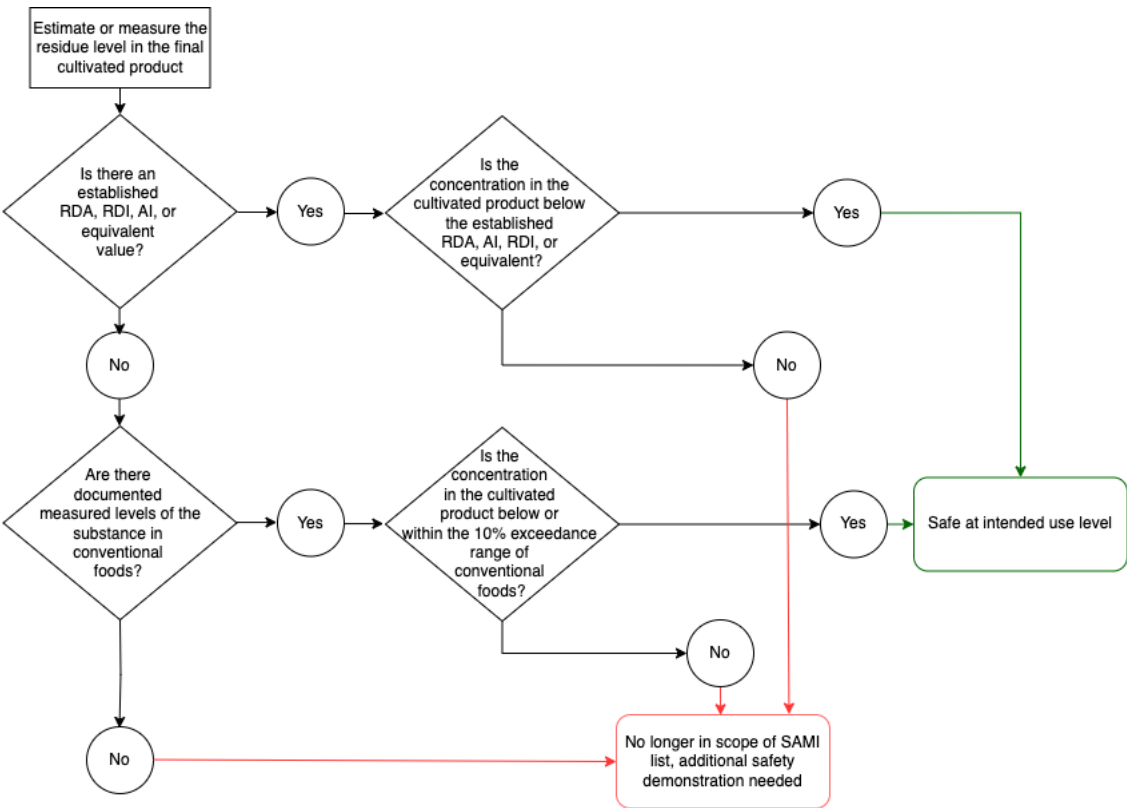 Estimate or measure the
residue level in the final
cultivated product
Is there an
established
RDA, RDI, AI, or
equivalent
value?
Yes
Is the
concentration in the
cultivated product below
the established
RDA, AI, RDI, or
equivalent?
Yes
No
No
Are there
documented
measured levels of the
substance in
conventional
foods?
Yes
Is the
concentration
in the cultivated
product below or
within the 10% exceedance
range of
conventional
foods?
Yes
Safe at intended use level
No
No
No longer in scope of SAMI
list, additional safety
demonstration needed